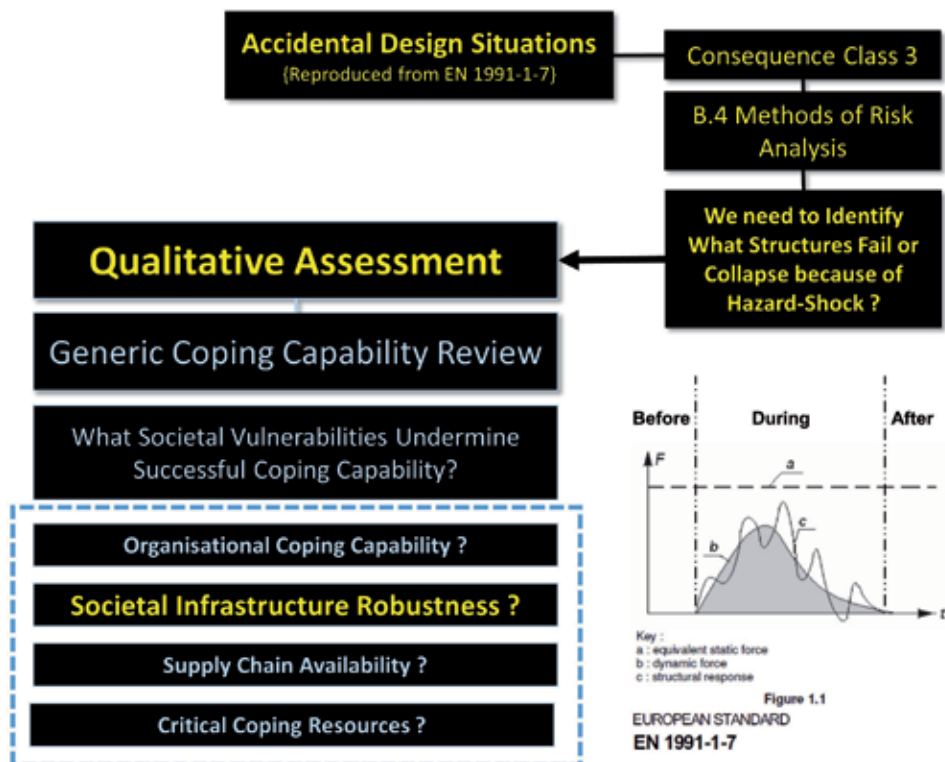 Accidental Design Situations
{Reproduced from EN 1991-1-7}
Consequence Class 3
B.4 Methods of Risk
Analysis
We need to Identify
What Structures Fail or
Collapse because of
Hazard-Shock ?
Qualitative Assessment
Generic Coping Capability Review
What Societal Vulnerabilities Undermine
Successful Coping Capability?
Organisational Coping Capability ?
Societal Infrastructure Robustness ?
Supply Chain Availability ?
Critical Coping Resources ?
Before During After
F
a
c
b
t
Key :
a : equivalent static force
b : dynamic force
c : structural response
Figure 1.1
EUROPEAN STANDARD
EN 1991-1-7